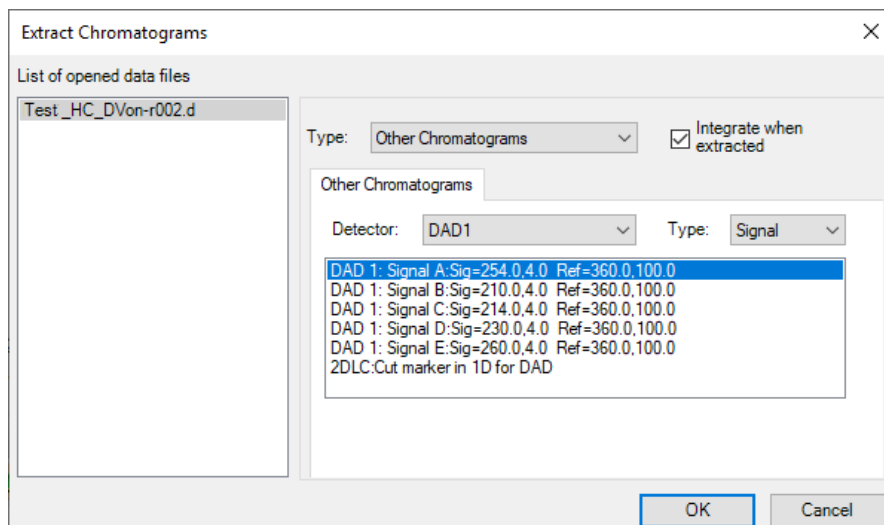 Extract Chromatograms
List of opened data files
Test _HC_DVon-r002.d
Type: Other Chromatograms
Integrate when
extracted
Other Chromatograms
Detector: DAD1 Type: Signal
DAD 1: Signal A:Sig=254.0,4.0 Ref=360.0,100.0
DAD 1: Signal B:Sig=210.0,4.0 Ref=360.0,100.0
DAD 1: Signal C:Sig=214.0,4.0 Ref=360.0,100.0
DAD 1: Signal D:Sig=230.0,4.0 Ref=360.0,100.0
DAD 1: Signal E:Sig=260.0,4.0 Ref=360.0,100.0
2DLC:Cut marker in 1D for DAD
OK Cancel